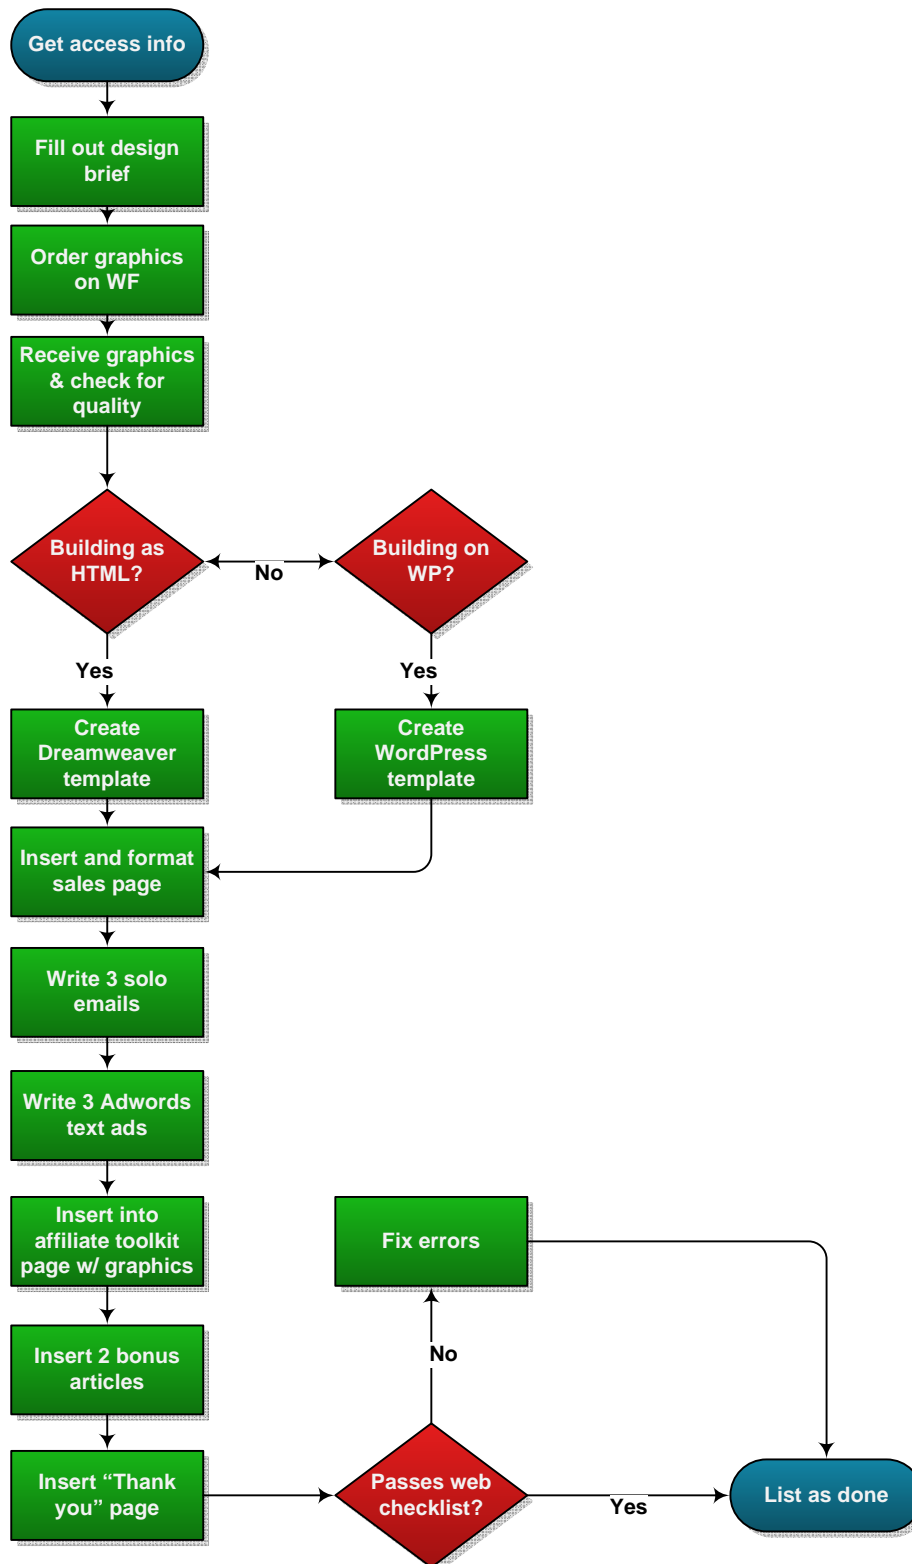 Get access info
Fill out design
brief
Order graphics
on WF
Receive graphics
& check for
quality
Building as
HTML?
No
Building on
WP?
Yes
Yes
Create
Dreamweaver
template
Create
WordPress
template
Insert and format
sales page
Write 3 solo
emails
Write 3 Adwords
text ads
Insert into
affiliate toolkit
page w/ graphics
Fix errors
Insert 2 bonus
articles
No
Insert “Thank
you” page
Passes web
checklist?
Yes
List as done